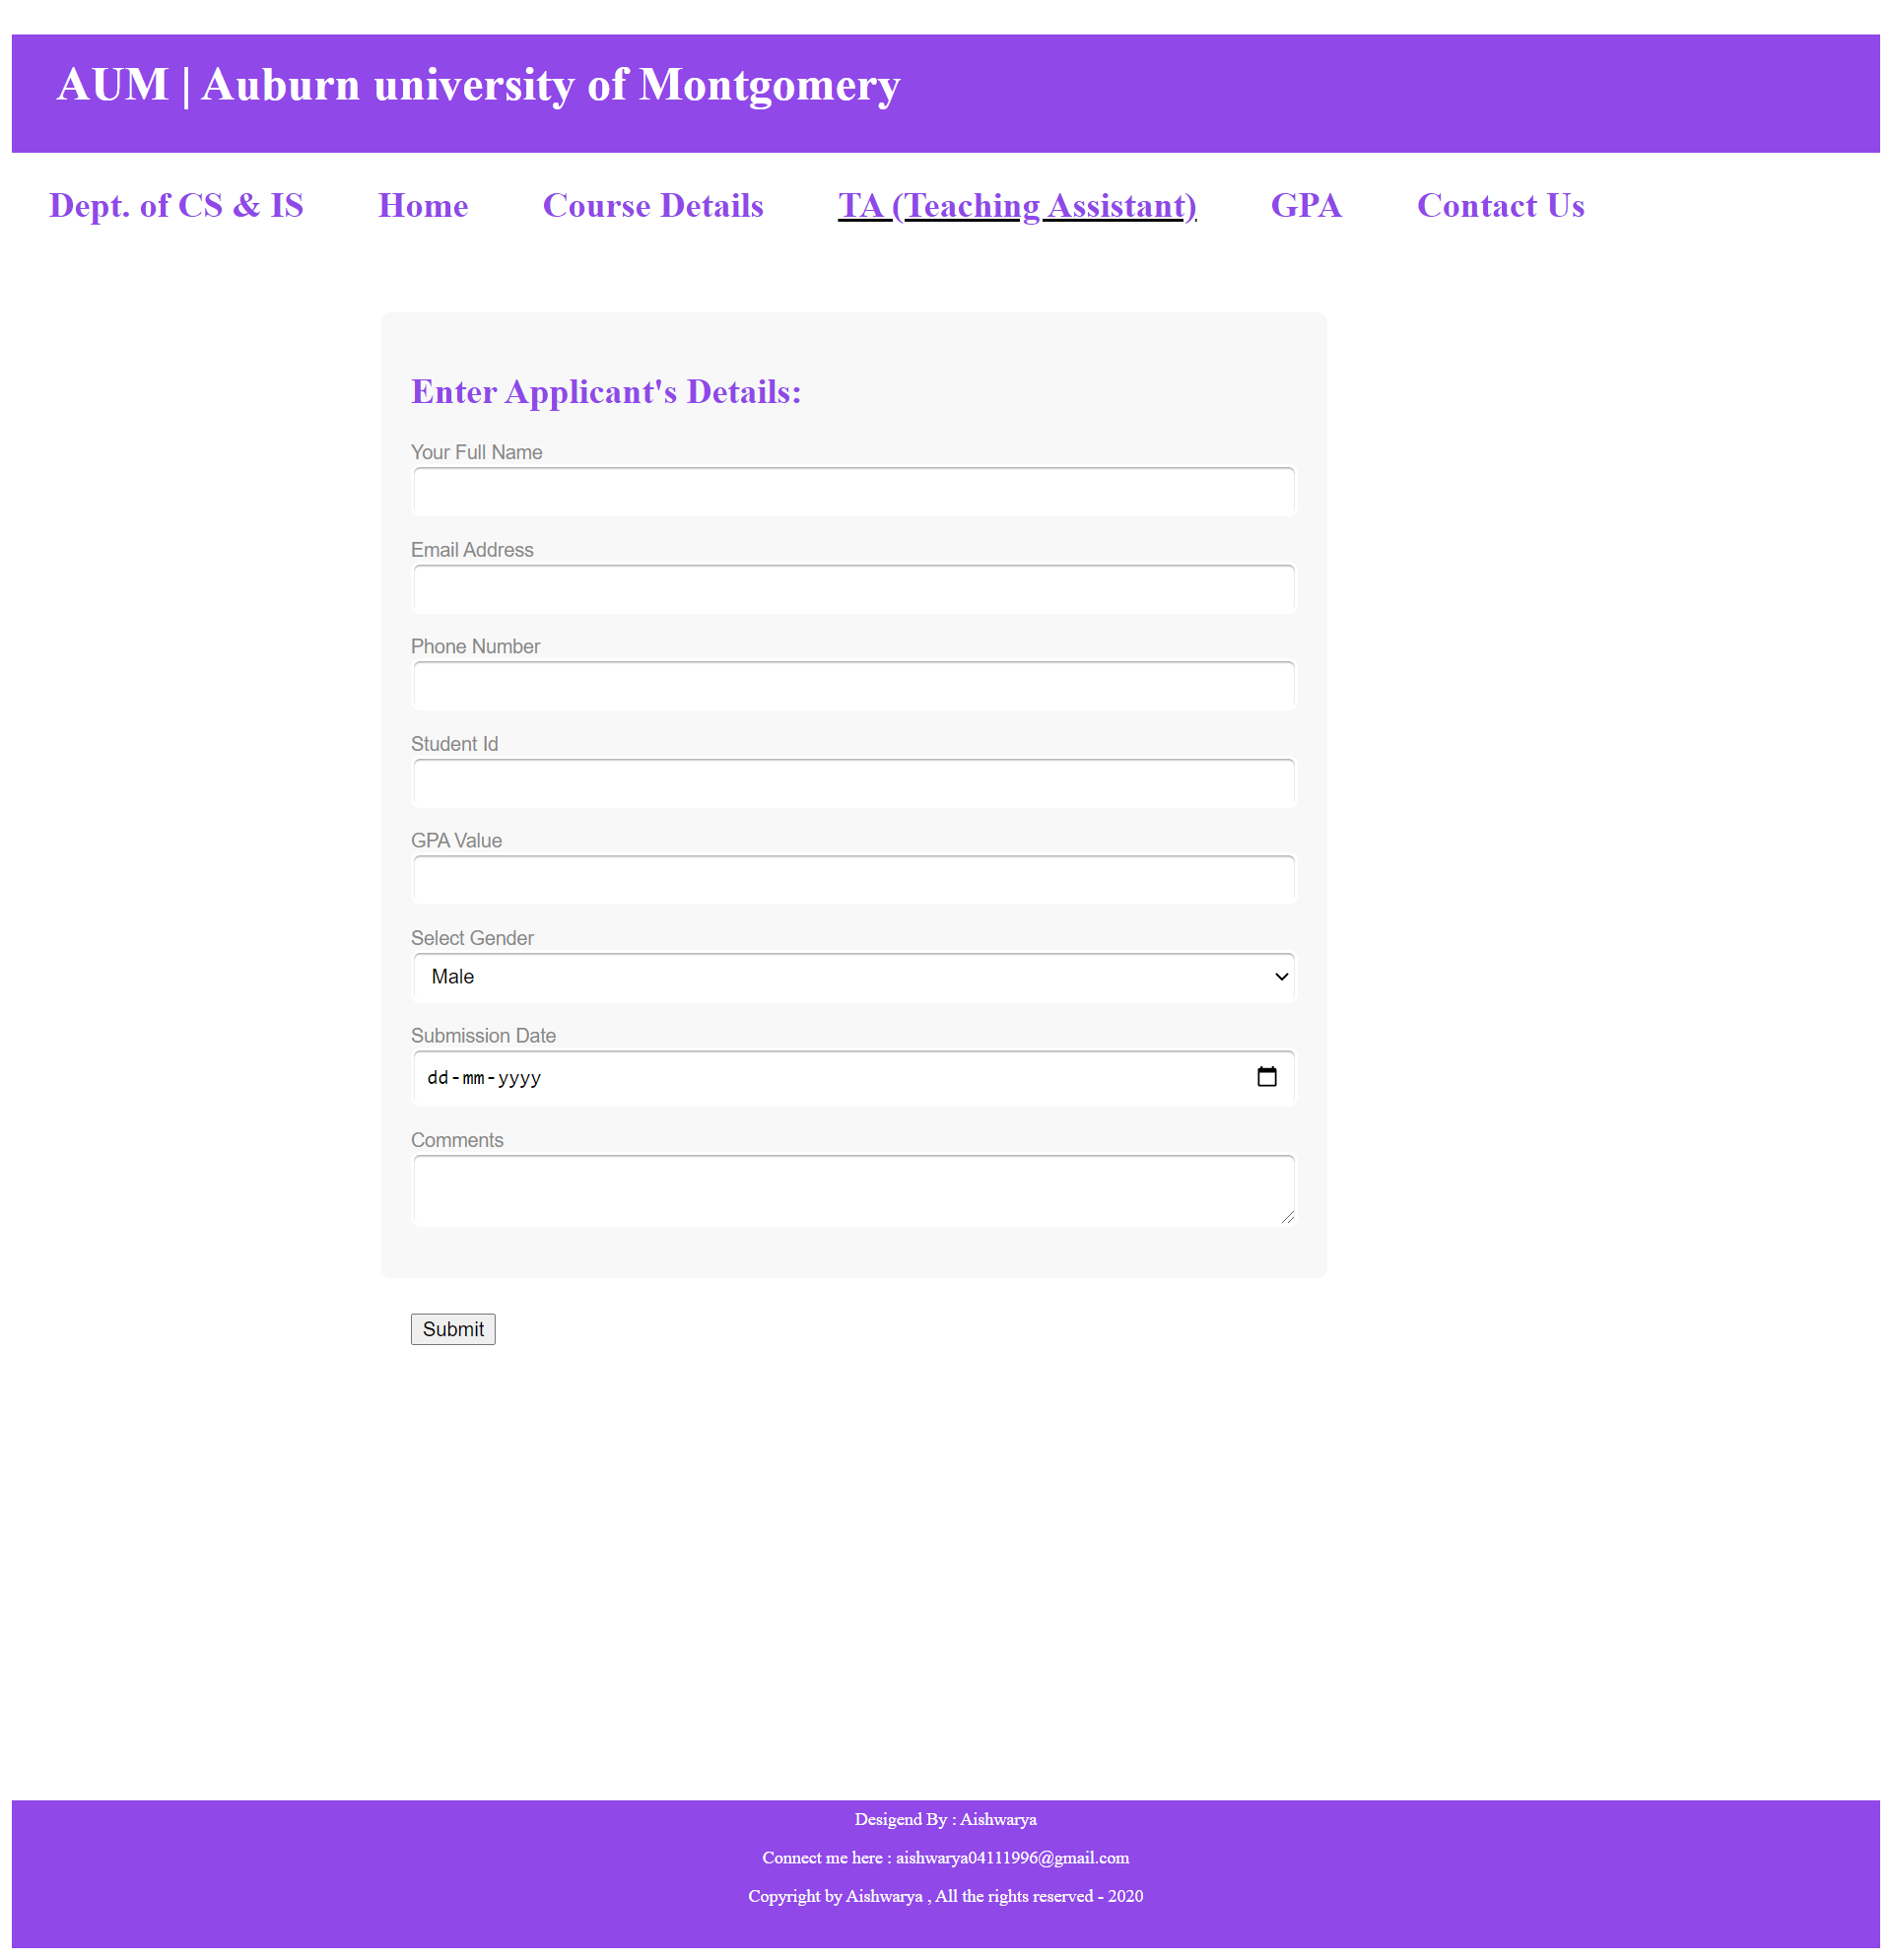 AUM | Auburn university of Montgomery
Dept. of CS & IS Home Course Details TA (Teaching Assistant) GPA Contact Us
Enter Applicant's Details:
Your Full Name
Email Address
Phone Number
Student Id
GPA Value
Select Gender
Male
Submission Date
dd-mm-yyyy
Comments
Submit
Desigend By : Aishwarya
Connect me here : aishwarya04111996@gmail.com
Copyright by Aishwarya , All the rights reserved - 2020